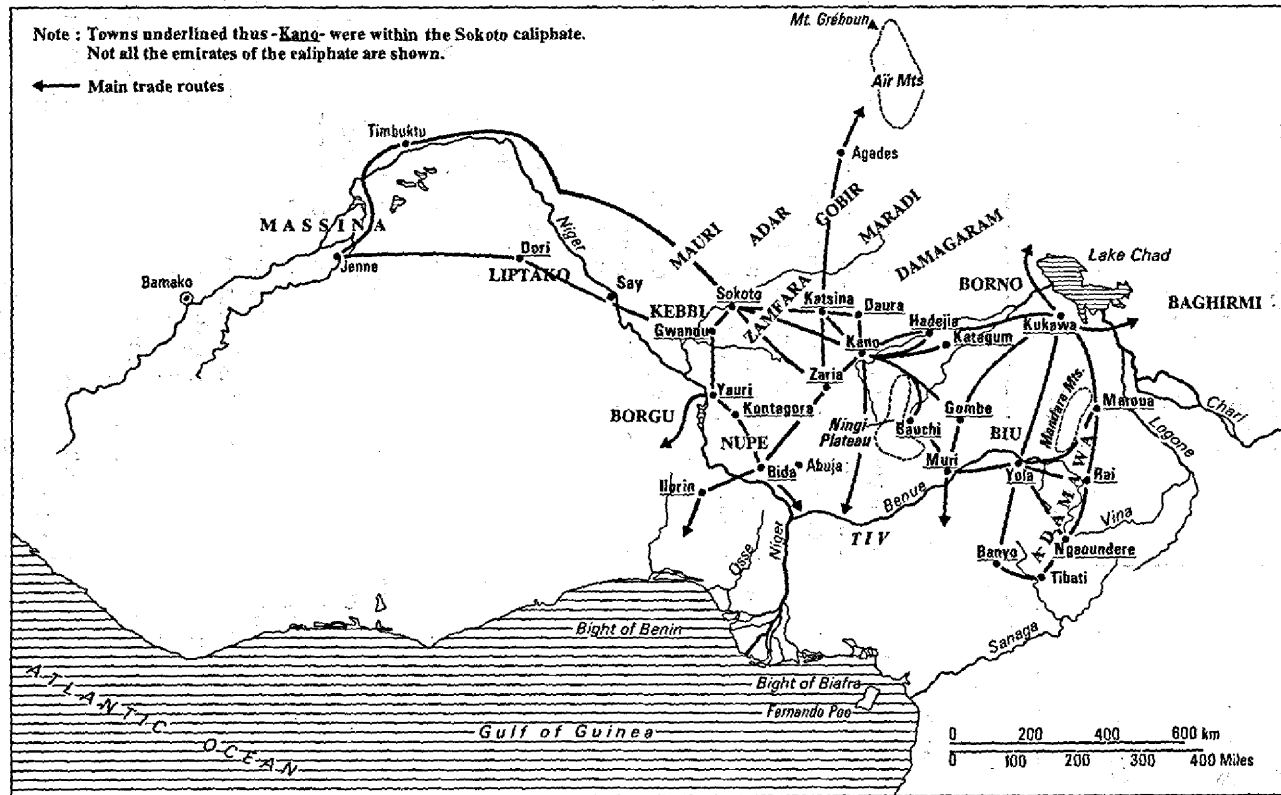 Note : Towns underlined thus -Kano- were within the Sokoto caliphate.
Not all the emirates of the caliphate are shown.
Main trade routes
Mt. Gréboun
Aïr Mts
Timbuktu
Agades
MASSINA
Niger
MAURI
ADAR
GOBIR
MARADI
DAMAGARAM
Jenne
Dori
LIPTAKO
Bamako
Say
KEBBI
Sokoto
Gwandu
ZAMFARA
Katsina
Daura
BORNO
Lake Chad
BAGHIRMI
Hadejia
Kukawa
Kano
Katagum
Zaria
Yauri
Kontagora
BORGU
NUPE
Ningi
Plateau
Bauchi
Gombe
BIU
Mandara Mts.
Maroua
Chari
Logone
Bida
Abuja
Muri
Yola
Rai
ADAMAWA
Ilorin
Benue
TIV
Vina
Osse
Niger
Banyo
Ngaoundere
Tibati
Sanaga
Bight of Benin
Bight of Biafra
Fernando Poo
Gulf of Guinea
ATLANTIC OCEAN
0 200 400 600 km
0 100 200 300 400 Miles